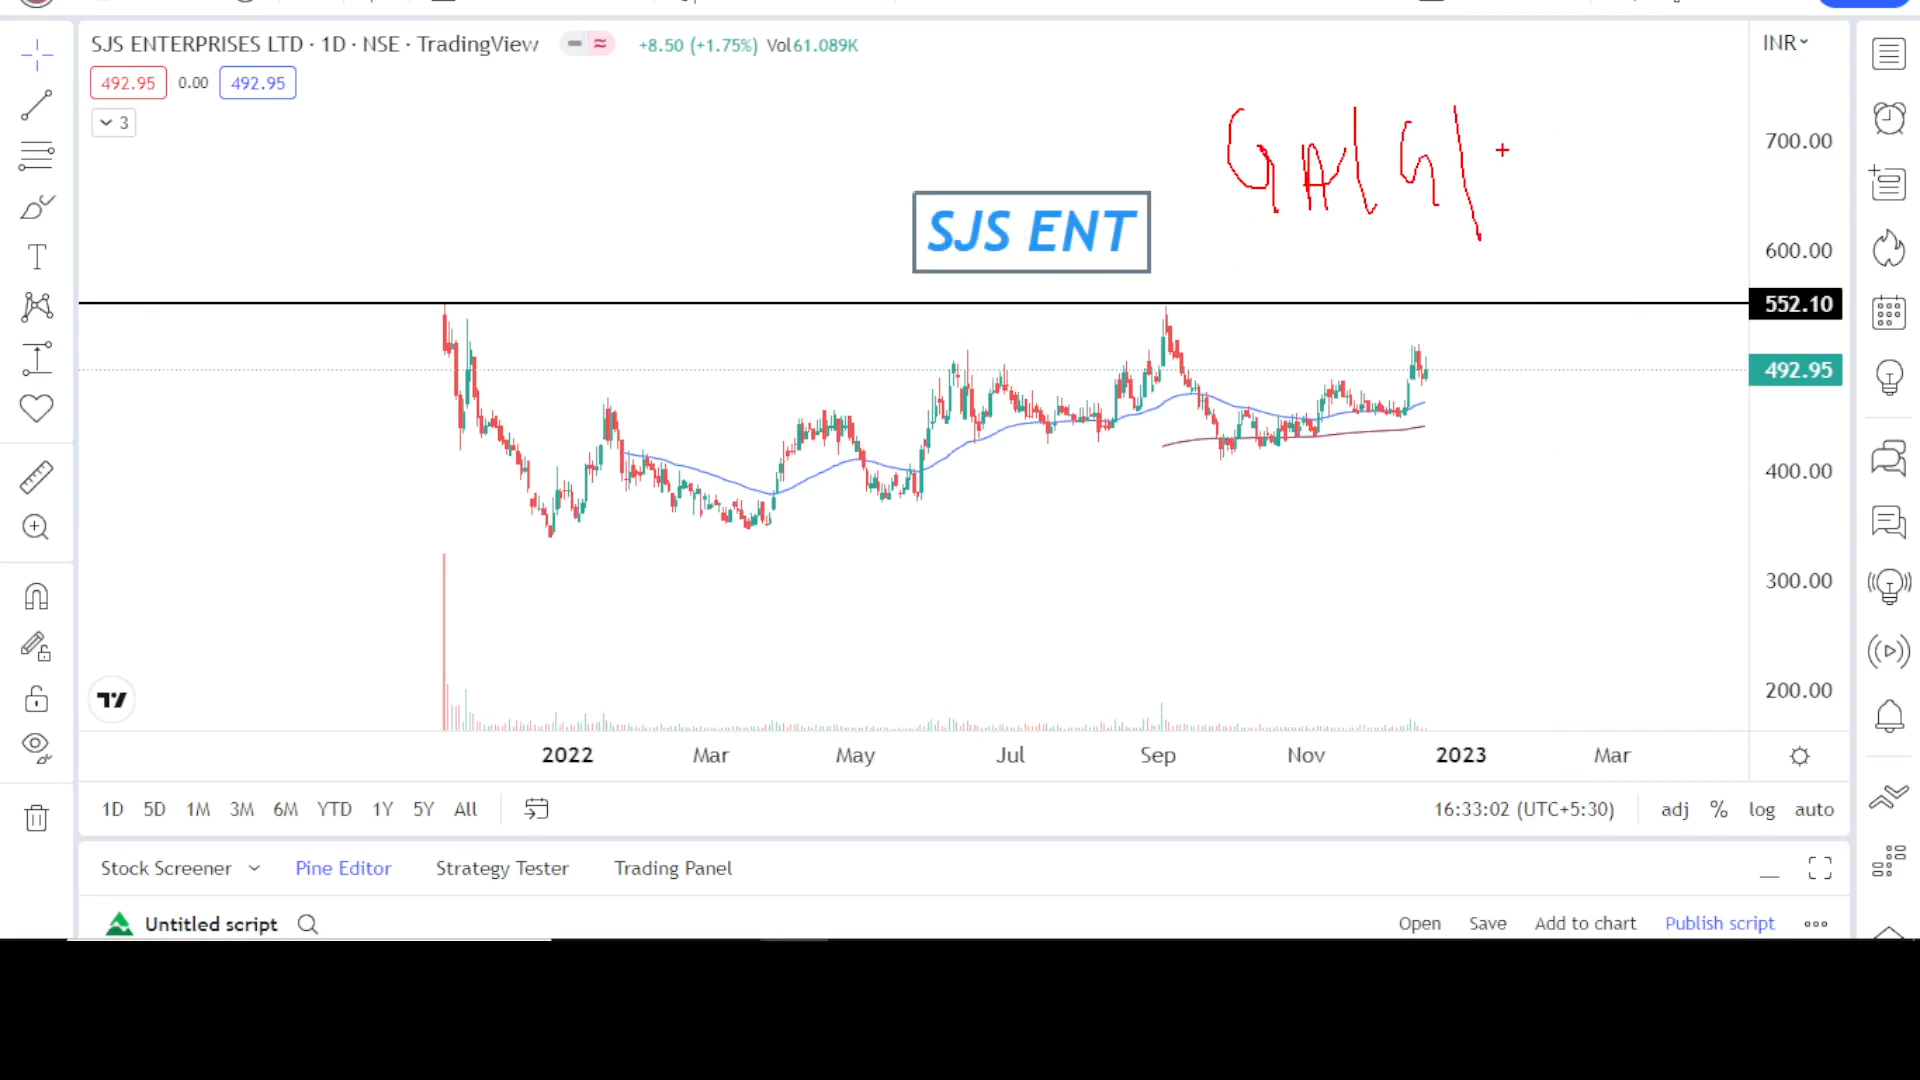 SJS ENTERPRISES LTD · 1D · NSE · TradingView +8.50 (+1.75%) Vol61.089K
INR
492.95 0.00 492.95
3
700.00
SJS ENT
600.00
552.10
492.95
400.00
300.00
200.00
2022 Mar May Jul Sep Nov 2023 Mar
1D 5D 1M 3M 6M YTD 1Y 5Y All 16:33:02 (UTC+5:30) adj % log auto
Stock Screener Pine Editor Strategy Tester Trading Panel
Untitled script Open Save Add to chart Publish script